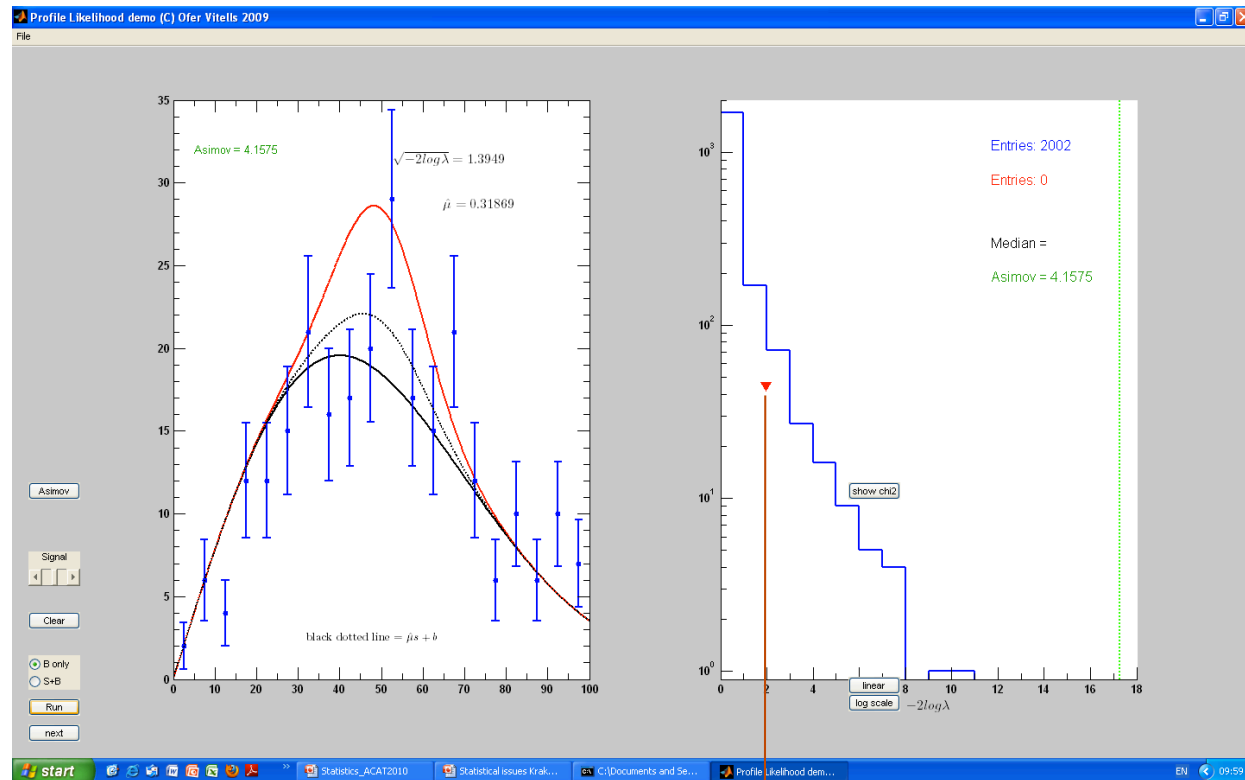 Profile Likelihood demo (C) Ofer Vitells 2009
File
35
30
25
20
15
10
5
0
0 10 20 30 40 50 60 70 80 90 100
Asimov = 4.1575
√−2logλ = 1.3949
μ̂ = 0.31869
black dotted line = μ̂s + b
10³
10²
10¹
10⁰
0 2 4 8 10 12 14 16 18
−2logλ
Entries: 2002
Entries: 0
Median =
Asimov = 4.1575
show chi2
linear
log scale
Asimov
Signal
Clear
B only
S+B
Run
next
start
Statistics_ACAT2010
Statistical issues Krak...
C:\Documents and Se...
Profile Likelihood dem...
EN
09:59